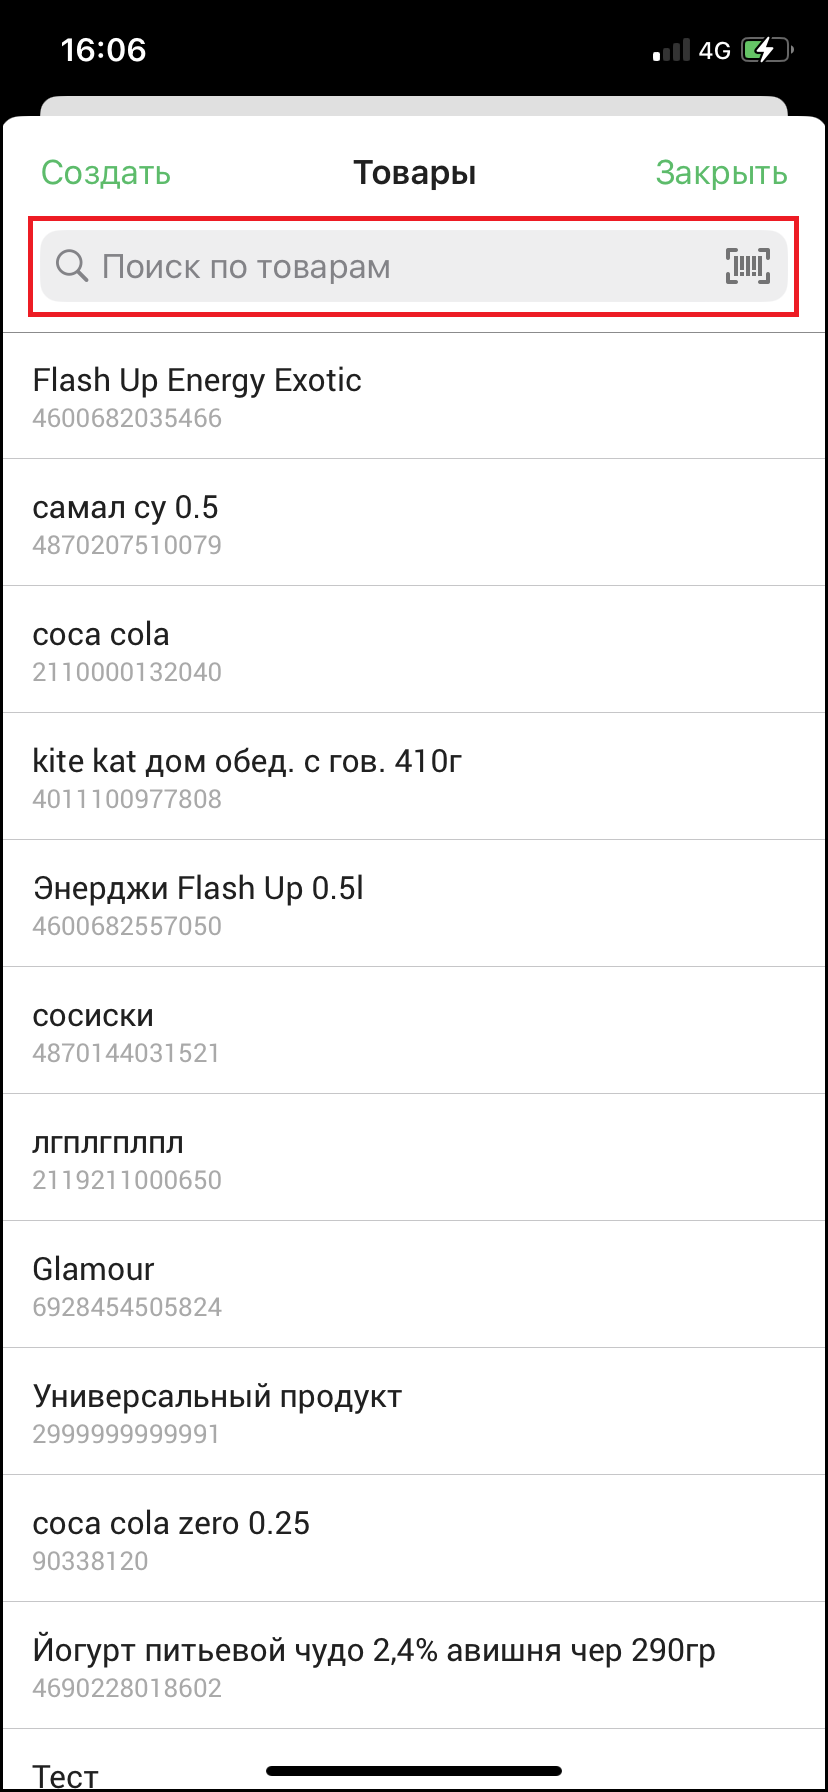 16:06
4G
Создать
Товары
Закрыть
Поиск по товарам
Flash Up Energy Exotic
4600682035466
самал су 0.5
4870207510079
coca cola
2110000132040
kite kat дом обед. с гов. 410г
4011100977808
Энерджи Flash Up 0.5l
4600682557050
сосиски
4870144031521
лгплгплпл
2119211000650
Glamour
6928454505824
Универсальный продукт
2999999999991
coca cola zero 0.25
90338120
Йогурт питьевой чудо 2,4% авишня чер 290гр
4690228018602
Тест